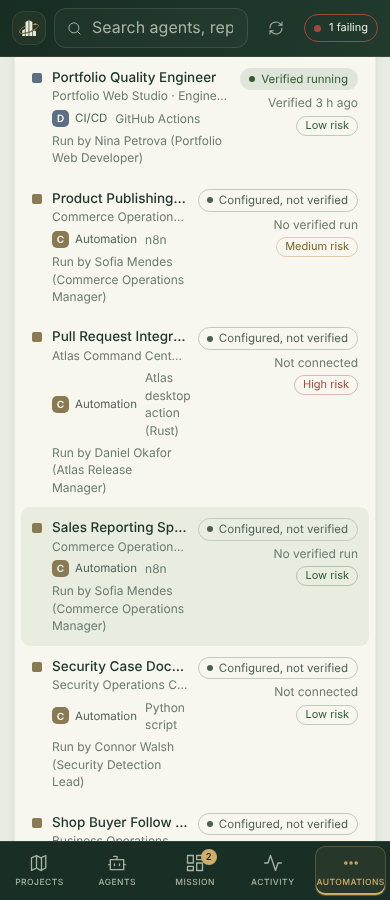 Search agents, rep
1 failing
Portfolio Quality Engineer
Verified running
Portfolio Web Studio · Engine...
Verified 3 h ago
D CI/CD GitHub Actions
Low risk
Run by Nina Petrova (Portfolio
Web Developer)
Product Publishing...
Configured, not verified
Commerce Operation...
No verified run
C Automation n8n
Medium risk
Run by Sofia Mendes
(Commerce Operations
Manager)
Pull Request Integr...
Configured, not verified
Atlas Command Cent...
Not connected
High risk
C Automation
Atlas
desktop
action
(Rust)
Run by Daniel Okafor
(Atlas Release
Manager)
Sales Reporting Sp...
Configured, not verified
Commerce Operation...
No verified run
C Automation n8n
Low risk
Run by Sofia Mendes
(Commerce Operations
Manager)
Security Case Doc...
Configured, not verified
Security Operations C...
Not connected
Low risk
C Automation
Python
script
Run by Connor Walsh
(Security Detection
Lead)
Shop Buyer Follow ...
Configured, not verified
Business Operations
2
PROJECTS
AGENTS
MISSION
ACTIVITY
AUTOMATIONS